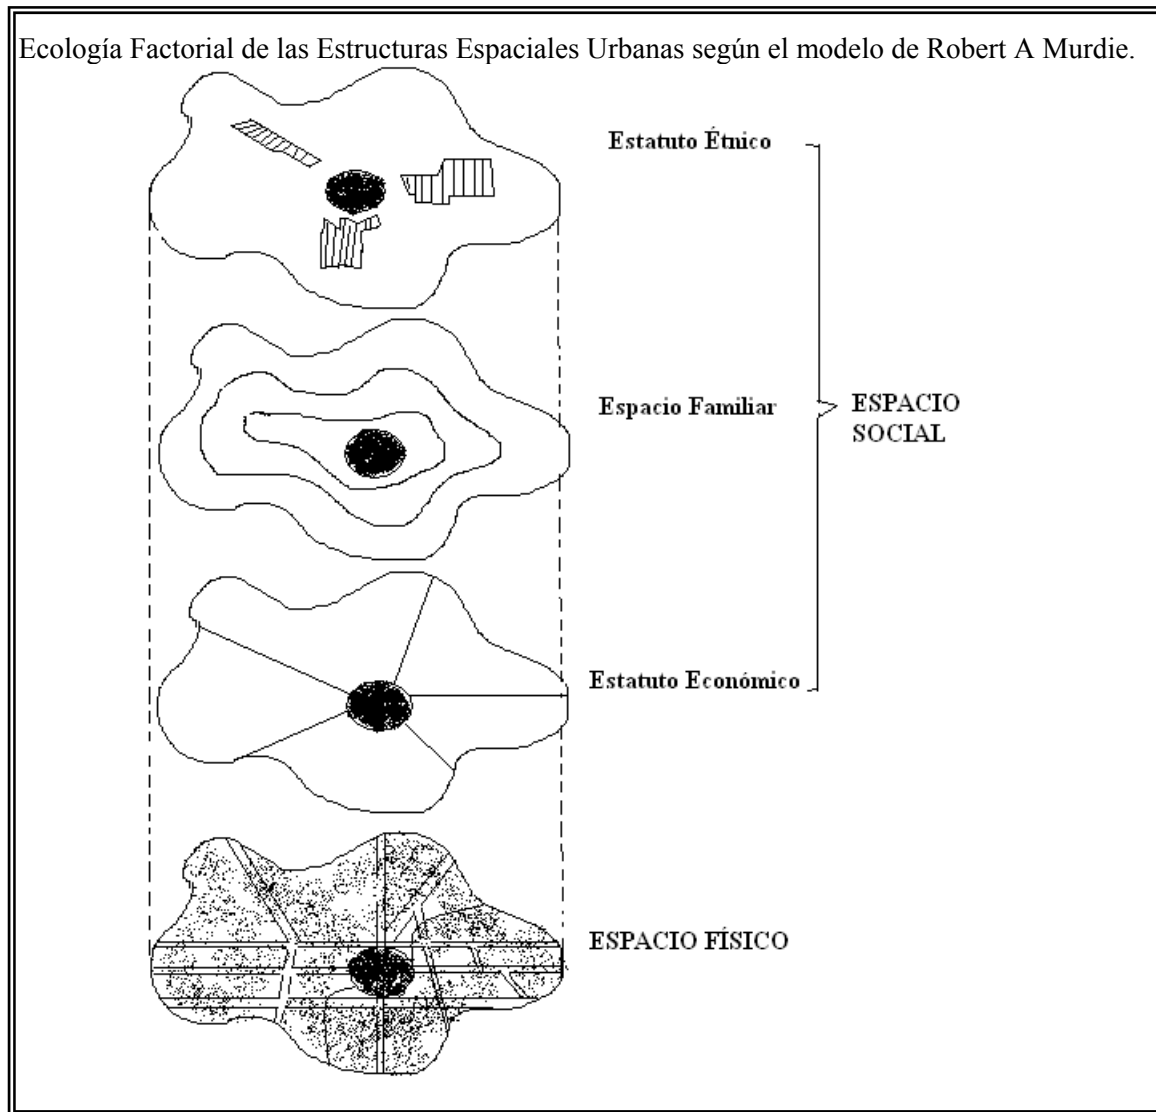 Ecología Factorial de las Estructuras Espaciales Urbanas según el modelo de Robert A Murdie.
Estatuto Étnico
Espacio Familiar
ESPACIO
SOCIAL
Estatuto Económico
ESPACIO FÍSICO